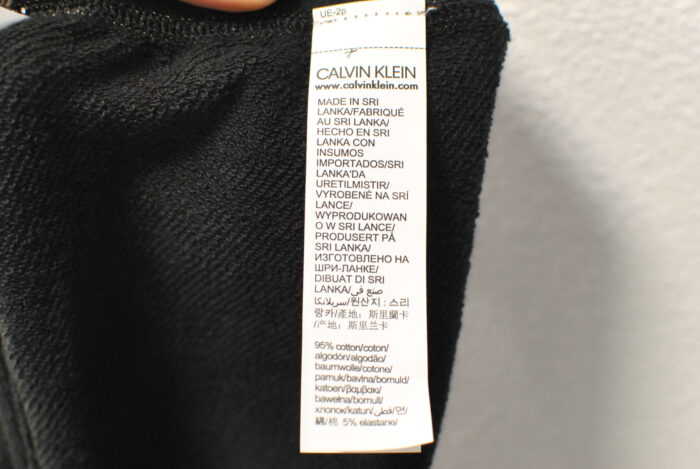 UE-2p
CALVIN KLEIN
www.calvinklein.com
MADE IN SRI
LANKA/FABRIQUÉ
AU SRI LANKA/
HECHO EN SRI
LANKA CON
INSUMOS
IMPORTADOS/SRI
LANKA'DA
URETILMISTIR/
VYROBENÉ NA SRÍ
LANCE/
WYPRODUKOWAN
O W SRI LANCE/
PRODUSERT PÅ
SRI LANKA/
ИЗГОТОВЛЕНО НА
ШРИ-ЛАНКЕ/
DIBUAT DI SRI
LANKA/صنع في
سريلانكا/원산지 : 스리
랑카/產地: 斯里蘭卡
/产地: 斯里兰卡
95% cotton/coton/
algodón/algodão/
baumwolle/cotone/
pamuk/bavlna/bomuld/
katoen/βαμβακι/
bawełna/bomull/
хлопок/katun/قطن/면/
綿/棉 5% elastane/